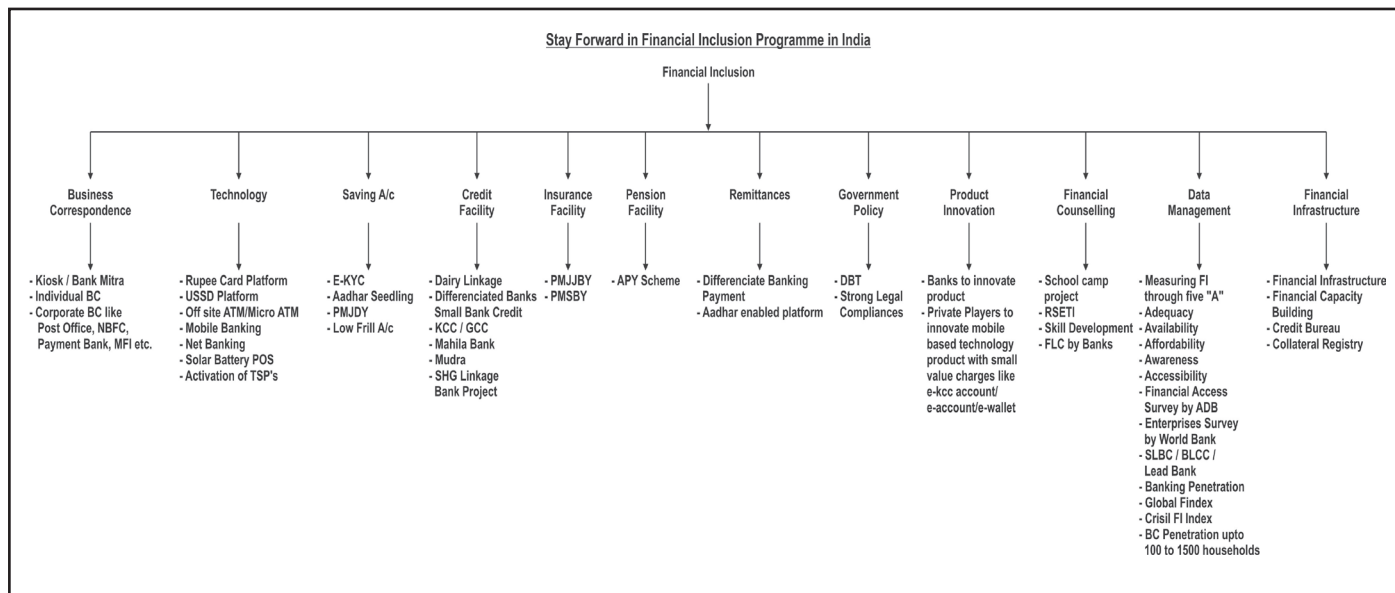 Stay Forward in Financial Inclusion Programme in India
Financial Inclusion
Business
Correspondence
- Kiosk / Bank Mitra
- Individual BC
- Corporate BC like
Post Office, NBFC,
Payment Bank, MFI etc.
Technology
- Rupee Card Platform
- USSD Platform
- Off site ATM/Micro ATM
- Mobile Banking
- Net Banking
- Solar Battery POS
- Activation of TSP's
Saving A/c
- E-KYC
- Aadhar Seedling
- PMJDY
- Low Frill A/c
Credit
Facility
- Dairy Linkage
- Differenciated Banks
Small Bank Credit
- KCC / GCC
- Mahila Bank
- Mudra
- SHG Linkage
Bank Project
Insurance
Facility
- PMJJBY
- PMSBY
Pension
Facility
- APY Scheme
Remittances
- Differenciate Banking
Payment
- Aadhar enabled platform
Government
Policy
- DBT
- Strong Legal
Compliances
Product
Innovation
- Banks to innovate
product
- Private Players to
innovate mobile
based technology
product with small
value charges like
e-kcc account/
e-account/e-wallet
Financial
Counselling
- School camp
project
- RSETI
- Skill Development
- FLC by Banks
Data
Management
- Measuring FI
through five "A"
- Adequacy
- Availability
- Affordability
- Awareness
- Accessibility
- Financial Access
Survey by ADB
- Enterprises Survey
by World Bank
- SLBC / BLCC /
Lead Bank
- Banking Penetration
- Global Findex
- Crisil FI Index
- BC Penetration upto
100 to 1500 households
Financial
Infrastructure
- Financial Infrastructure
- Financial Capacity
Building
- Credit Bureau
- Collateral Registry